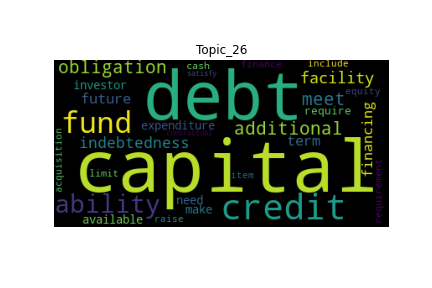 Topic_26
obligation
cash
finance
include
satisfy
investor
debt
facility
future
meet
equity
require
fund
expenditure
contractual
additional
indebtedness
term
financing
acquisition
capital
limit
item
requirement
ability
need
make
credit
available
raise